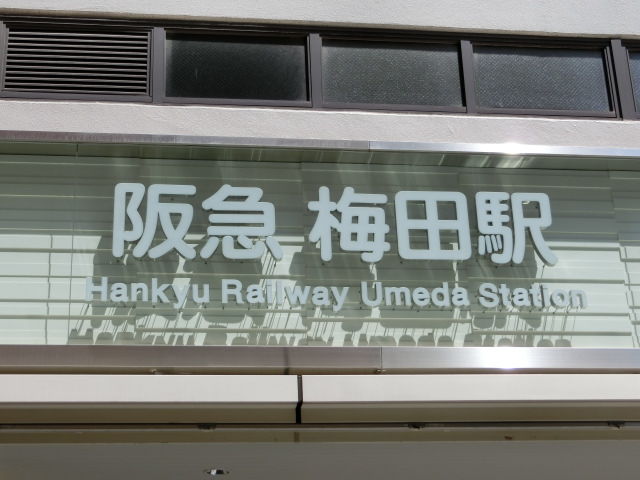 阪急 梅田駅
Hankyu Railway Umeda Station